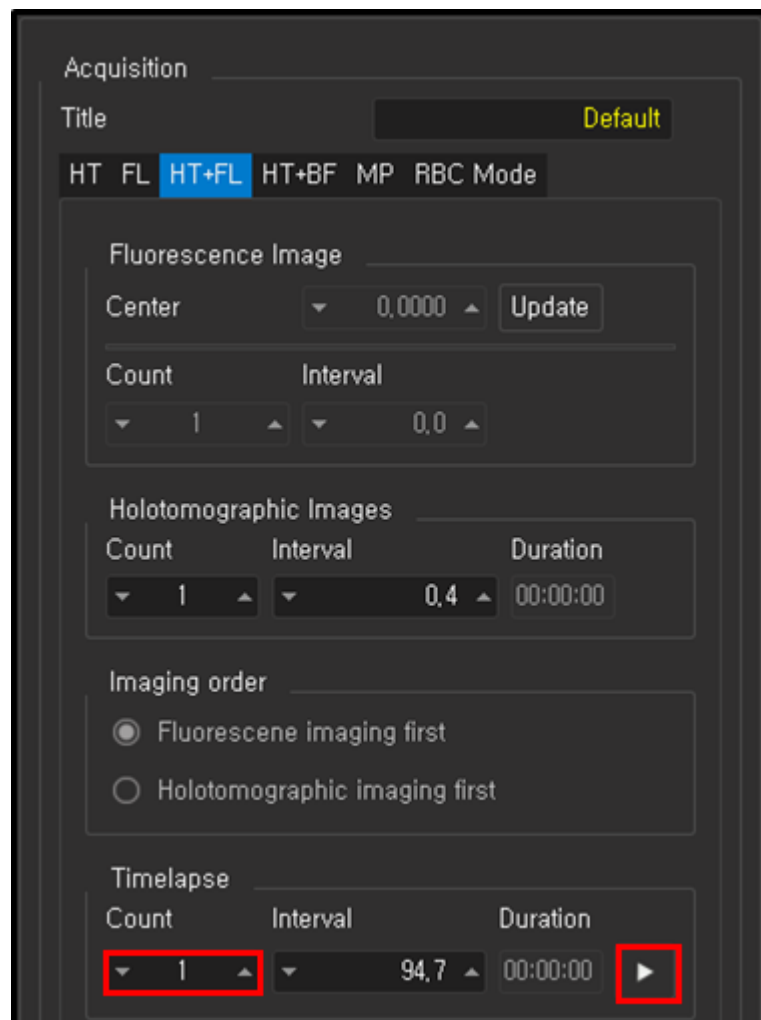 Acquisition
Title Default
HT FL HT+FL HT+BF MP RBC Mode
Fluorescence Image
Center 0,0000 Update
Count Interval
1 0,0
Holotomographic Images
Count Interval Duration
1 0,4 00:00:00
Imaging order
Fluorescene imaging first
Holotomographic imaging first
Timelapse
Count Interval Duration
1 94,7 00:00:00